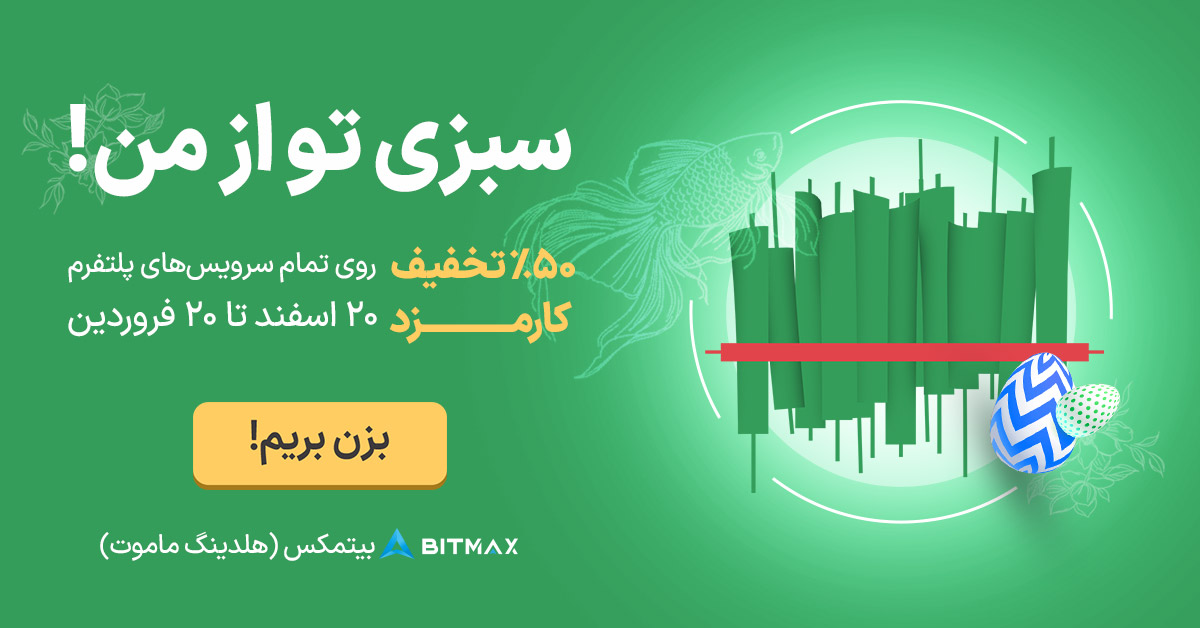 سبزی تو از من!
۵۰٪ تخفیف روی تمام سرویس‌های پلتفرم
کارمـــــزد ۲۰ اسفند تا ۲۰ فروردین
بزن بریم!
BITMAX بیتمکس (هلدینگ ماموت)